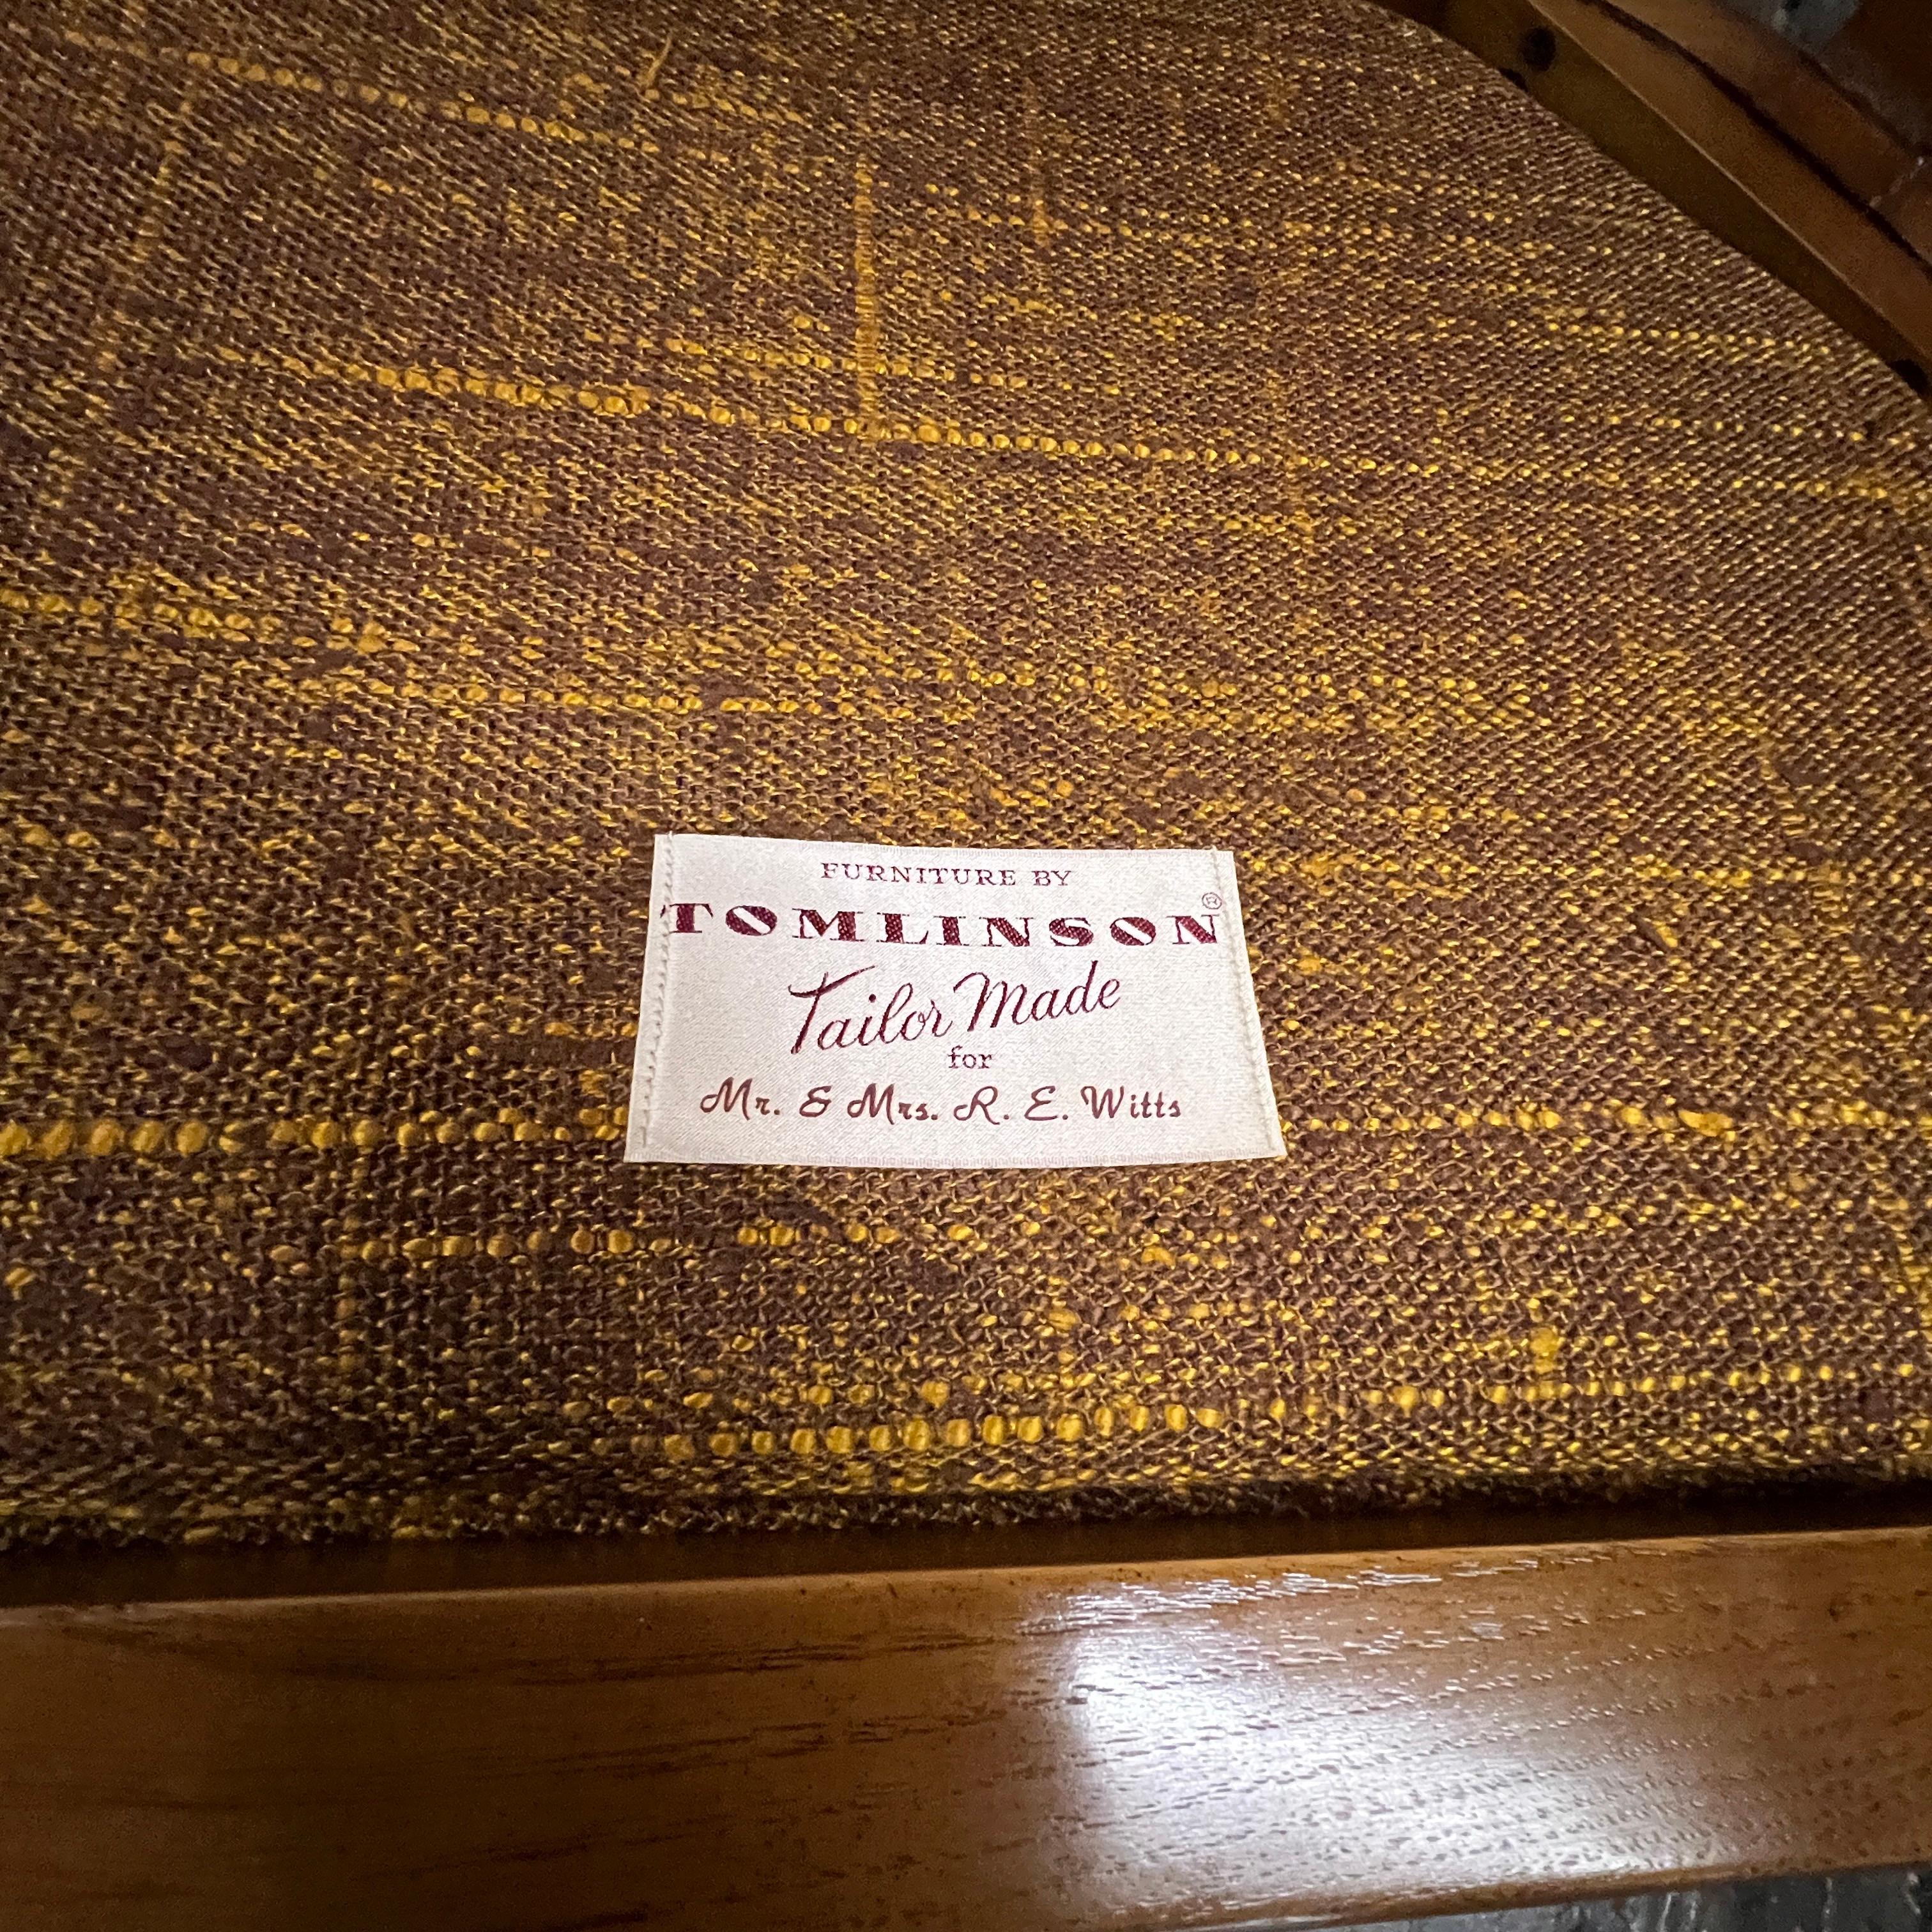 FURNITURE BY
TOMLINSON®
Tailor Made
for
Mr. & Mrs. R. E. Witts